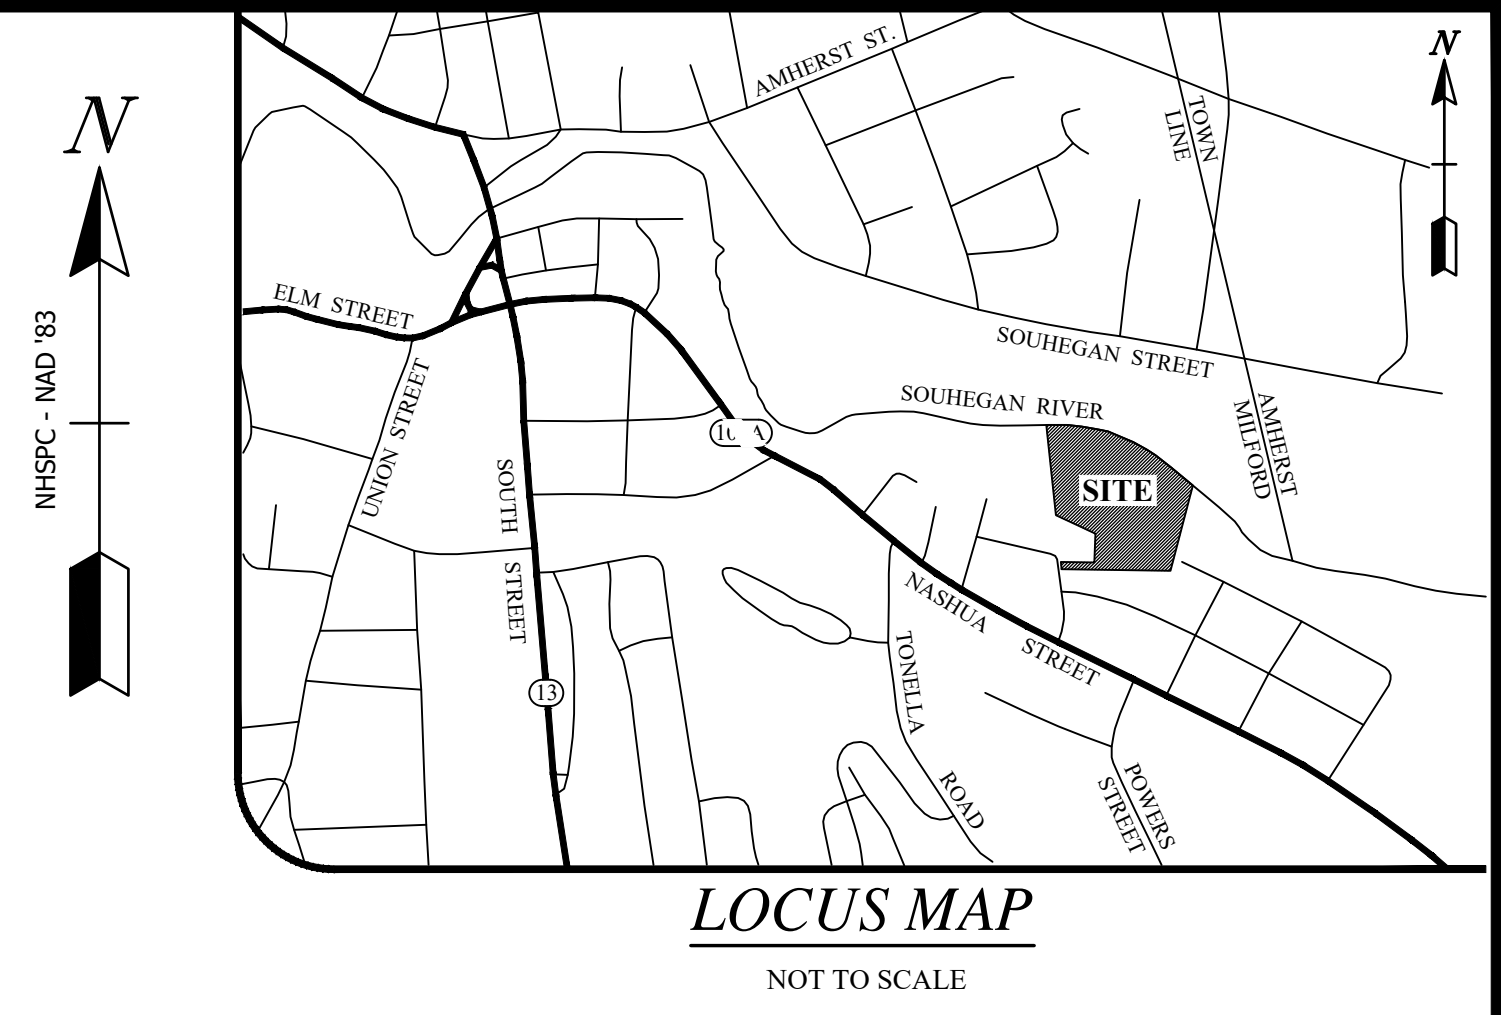 N
NHSPC - NAD '83
N
AMHERST ST.
TOWN
LINE
ELM STREET
UNION STREET
SOUTH STREET
13
SOUHEGAN STREET
SOUHEGAN RIVER
AMHERST
MILFORD
SITE
NASHUA STREET
TONELLA ROAD
POWERS
STREET
LOCUS MAP
NOT TO SCALE